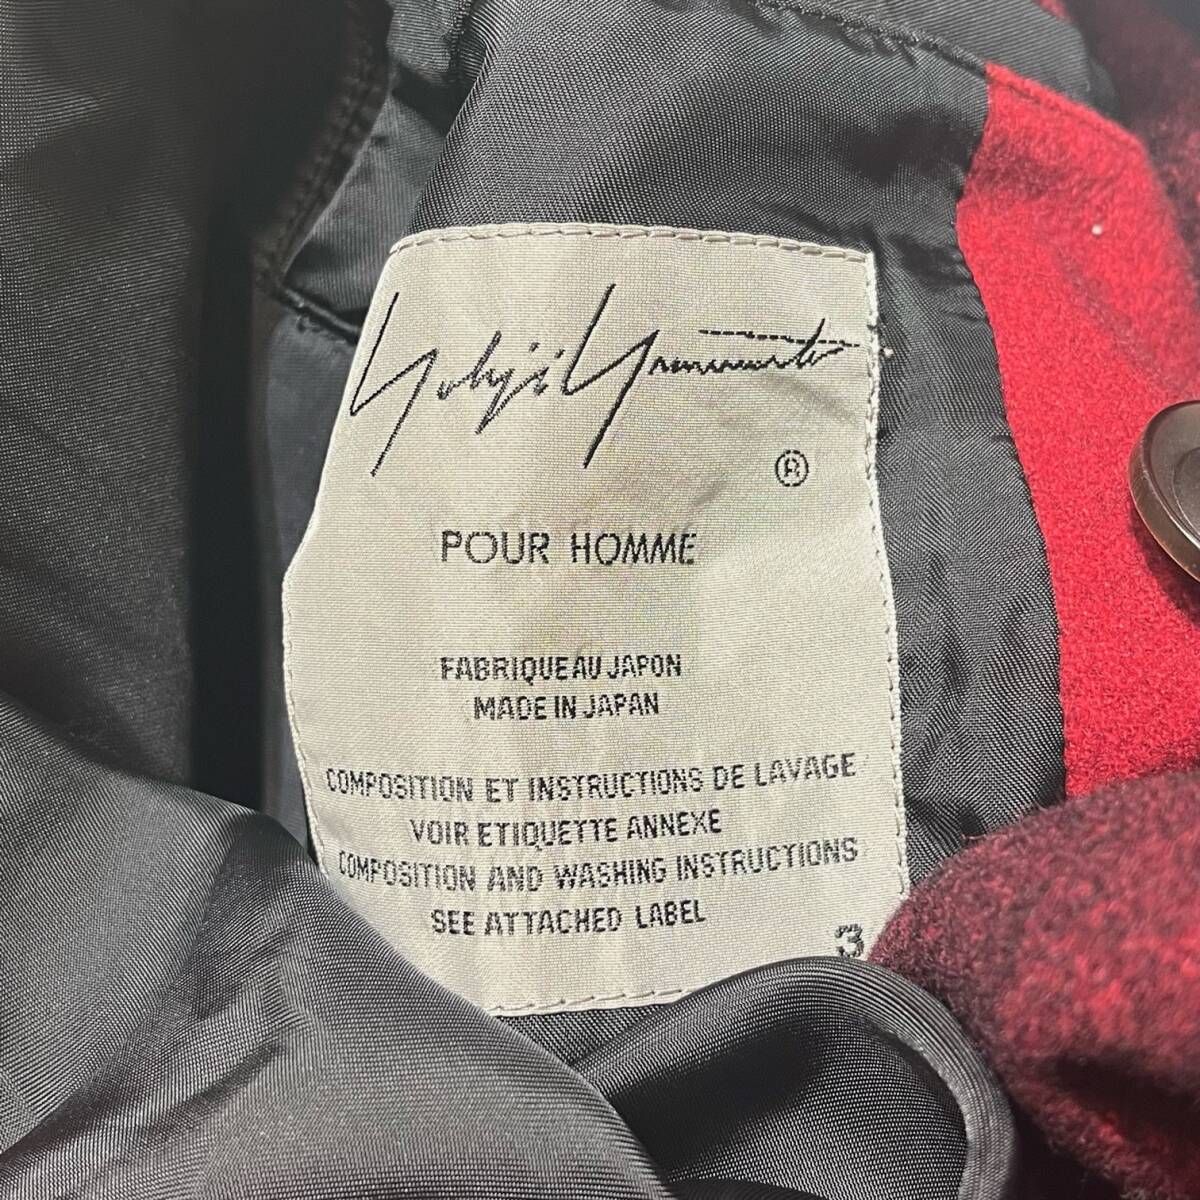 Yohji Yamamoto
®
POUR HOMME
FABRIQUE AU JAPON
MADE IN JAPAN
COMPOSITION ET INSTRUCTIONS DE LAVAGE
VOIR ETIQUETTE ANNEXE
COMPOSITION AND WASHING INSTRUCTIONS
SEE ATTACHED LABEL
3